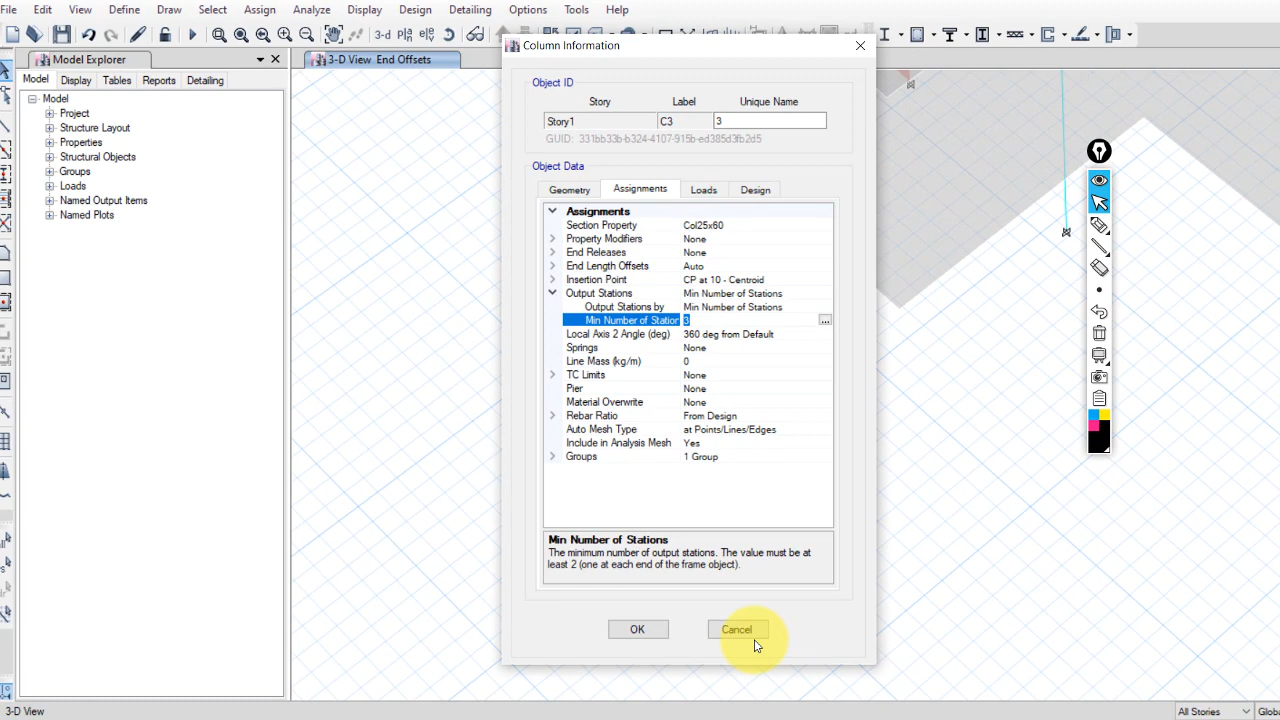 File Edit View Define Draw Select Assign Analyze Display Design Detailing Options Tools Help
3-d
Model Explorer
Model Display Tables Reports Detailing
Model
Project
Structure Layout
Properties
Structural Objects
Groups
Loads
Named Output Items
Named Plots
3-D View End Offsets
Column Information
Object ID
Story Label Unique Name
Story1 C3 3
GUID: 331bb33b-b324-4107-915b-ed385d3fb2d5
Object Data
Geometry Assignments Loads Design
Assignments
Section Property Col25x60
Property Modifiers None
End Releases None
End Length Offsets Auto
Insertion Point CP at 10 - Centroid
Output Stations Min Number of Stations
Output Stations by Min Number of Stations
Min Number of Station 3 ...
Local Axis 2 Angle (deg) 360 deg from Default
Springs None
Line Mass (kg/m) 0
TC Limits None
Pier None
Material Overwrite None
Rebar Ratio From Design
Auto Mesh Type at Points/Lines/Edges
Include in Analysis Mesh Yes
Groups 1 Group
Min Number of Stations
The minimum number of output stations. The value must be at
least 2 (one at each end of the frame object).
OK Cancel
3-D View All Stories Globa